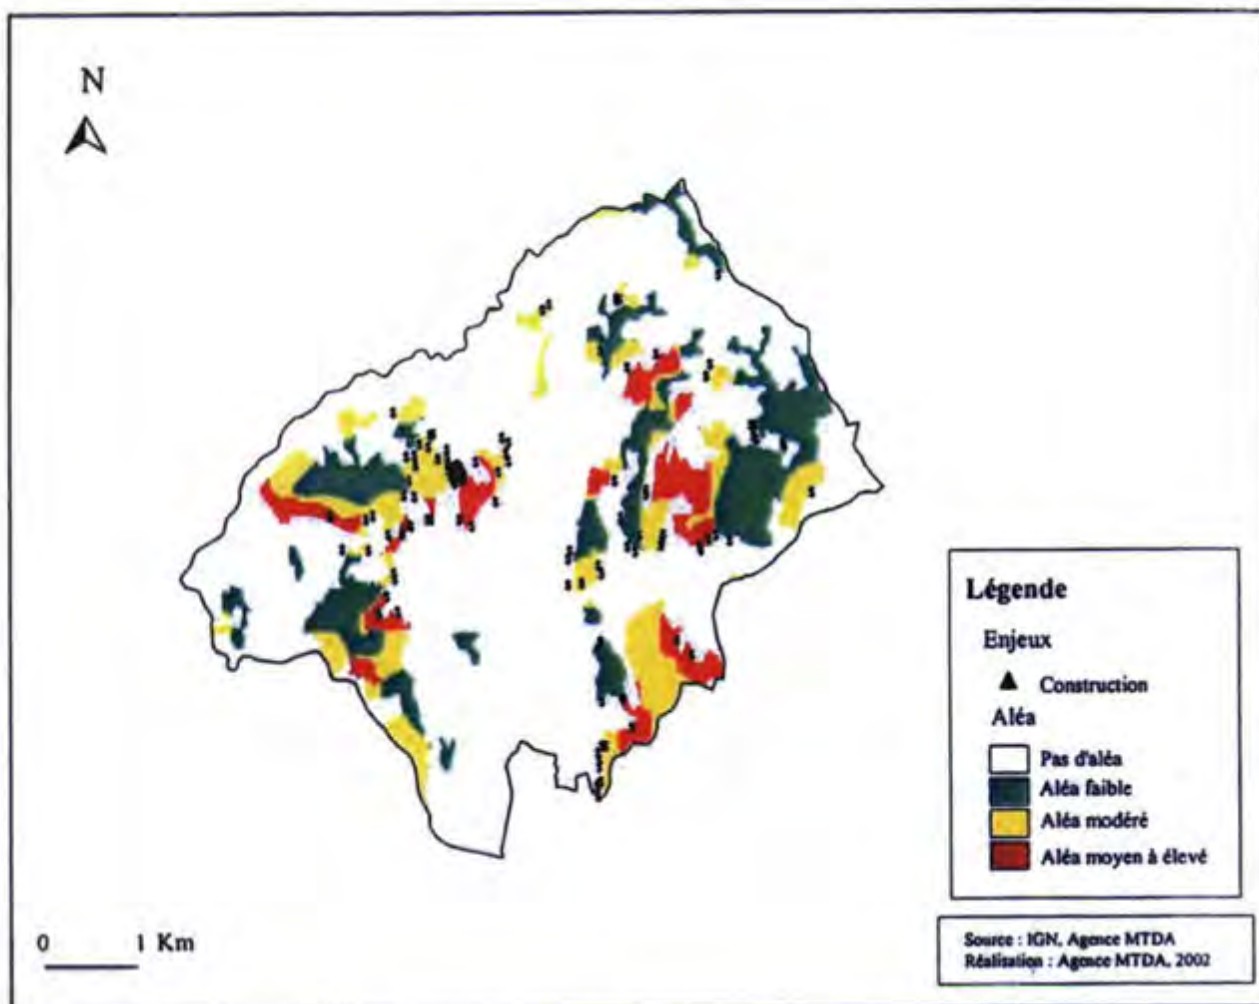 N
Légende
Enjeux
Construction
Aléa
Pas d'aléa
Aléa faible
Aléa modéré
Aléa moyen à élevé
0 1 Km
Source : IGN, Agence MTDA
Réalisation : Agence MTDA, 2002